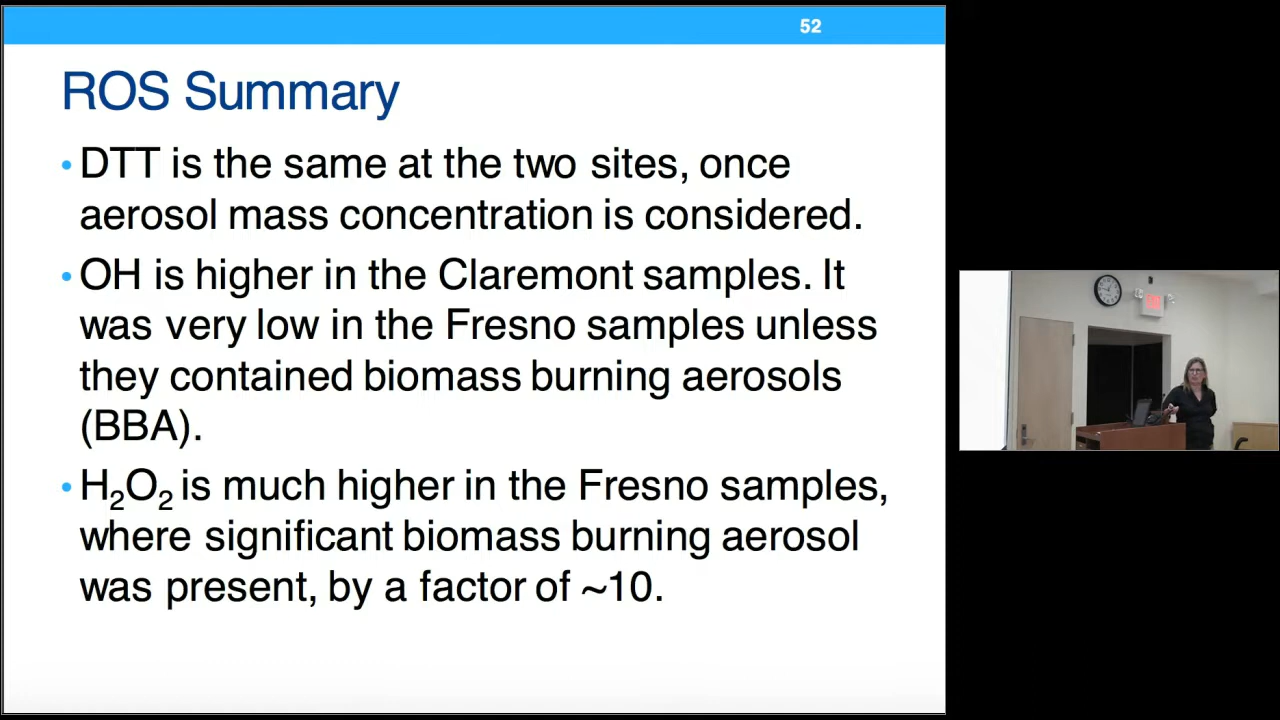 52
ROS Summary
• DTT is the same at the two sites, once
aerosol mass concentration is considered.
• OH is higher in the Claremont samples. It
was very low in the Fresno samples unless
they contained biomass burning aerosols
(BBA).
• H₂O₂ is much higher in the Fresno samples,
where significant biomass burning aerosol
was present, by a factor of ~10.